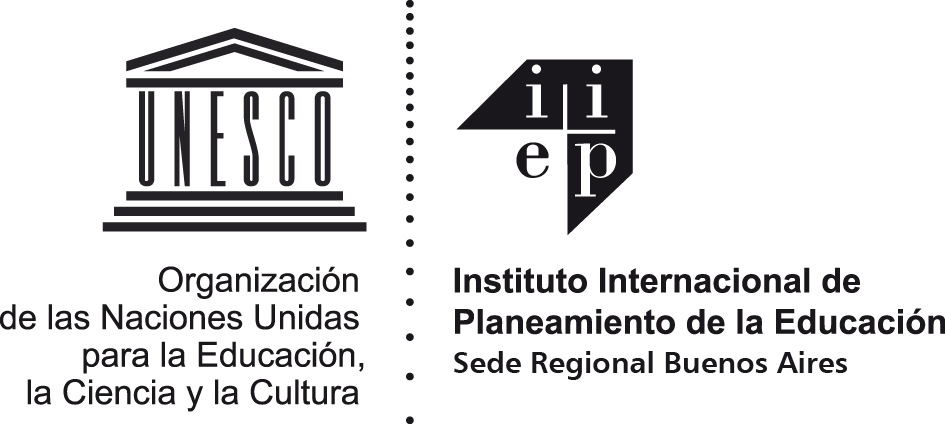 UNESCO
Organización
de las Naciones Unidas
para la Educación,
la Ciencia y la Cultura
i i
e p
Instituto Internacional de
Planeamiento de la Educación
Sede Regional Buenos Aires